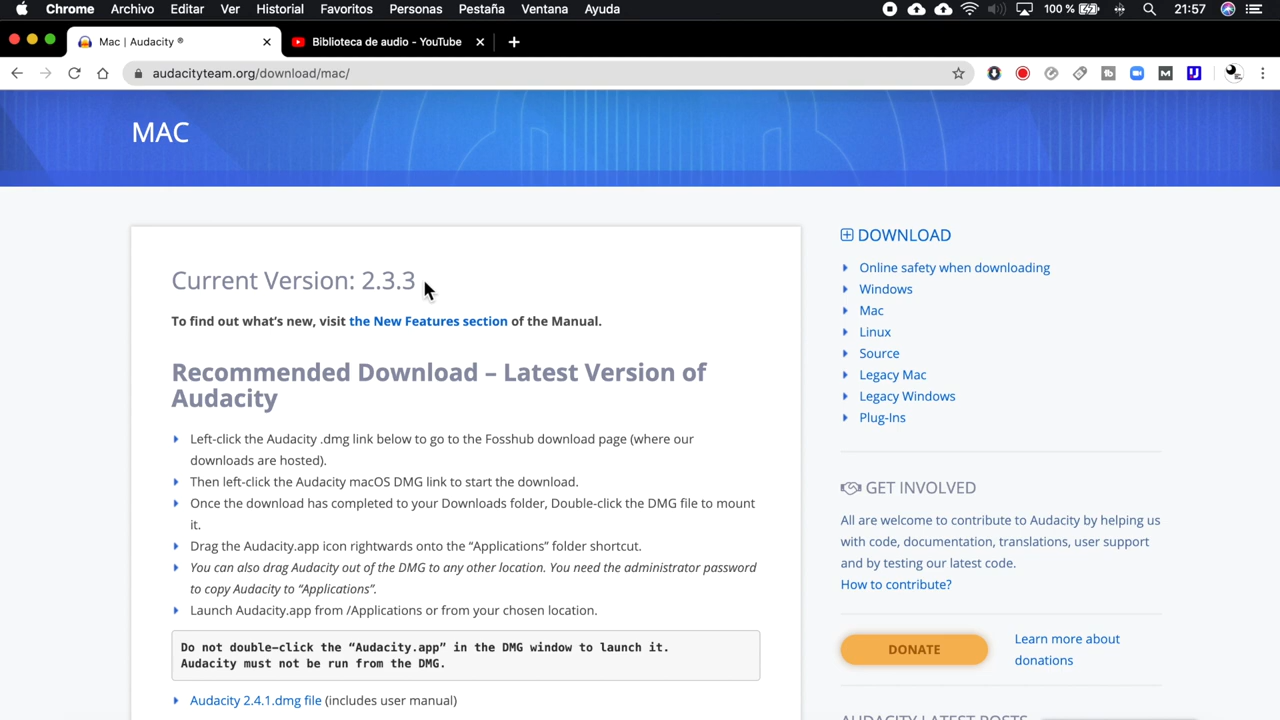 Chrome Archivo Editar Ver Historial Favoritos Personas Pestaña Ventana Ayuda 100 % 21:57
Mac | Audacity ® Biblioteca de audio - YouTube
audacityteam.org/download/mac/
MAC
Current Version: 2.3.3
To find out what's new, visit the New Features section of the Manual.
Recommended Download – Latest Version of
Audacity
Left-click the Audacity .dmg link below to go to the Fosshub download page (where our
downloads are hosted).
Then left-click the Audacity macOS DMG link to start the download.
Once the download has completed to your Downloads folder, Double-click the DMG file to mount
it.
Drag the Audacity.app icon rightwards onto the “Applications” folder shortcut.
You can also drag Audacity out of the DMG to any other location. You need the administrator password
to copy Audacity to “Applications”.
Launch Audacity.app from /Applications or from your chosen location.
Do not double-click the “Audacity.app” in the DMG window to launch it.
Audacity must not be run from the DMG.
Audacity 2.4.1.dmg file (includes user manual)
DOWNLOAD
Online safety when downloading
Windows
Mac
Linux
Source
Legacy Mac
Legacy Windows
Plug-Ins
GET INVOLVED
All are welcome to contribute to Audacity by helping us
with code, documentation, translations, user support
and by testing our latest code.
How to contribute?
DONATE
Learn more about
donations
AUDACITY LATEST POSTS